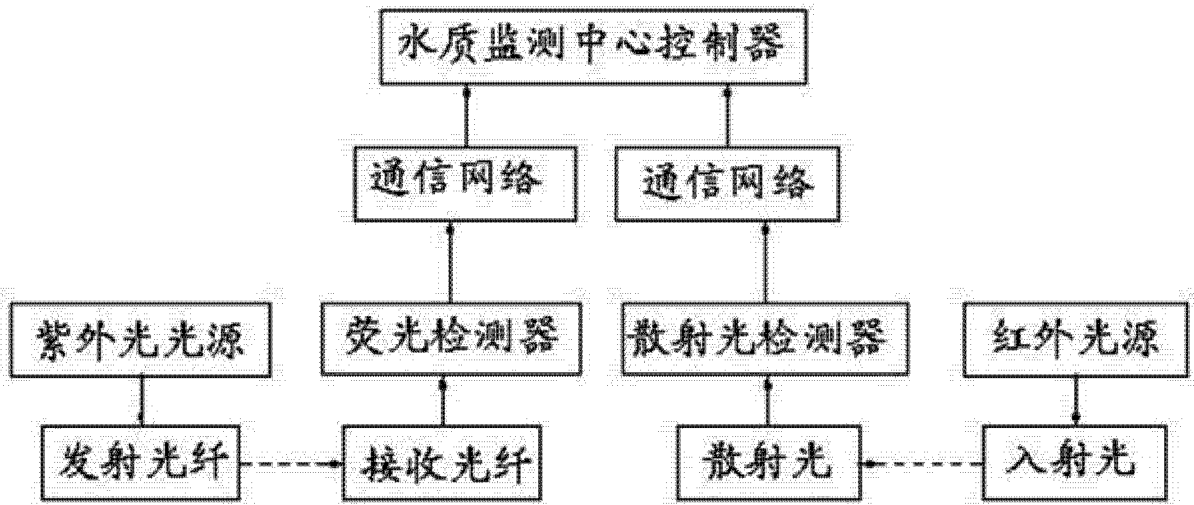 水质监测中心控制器
通信网络
通信网络
紫外光光源
荧光检测器
散射光检测器
红外光源
发射光纤
接收光纤
散射光
入射光